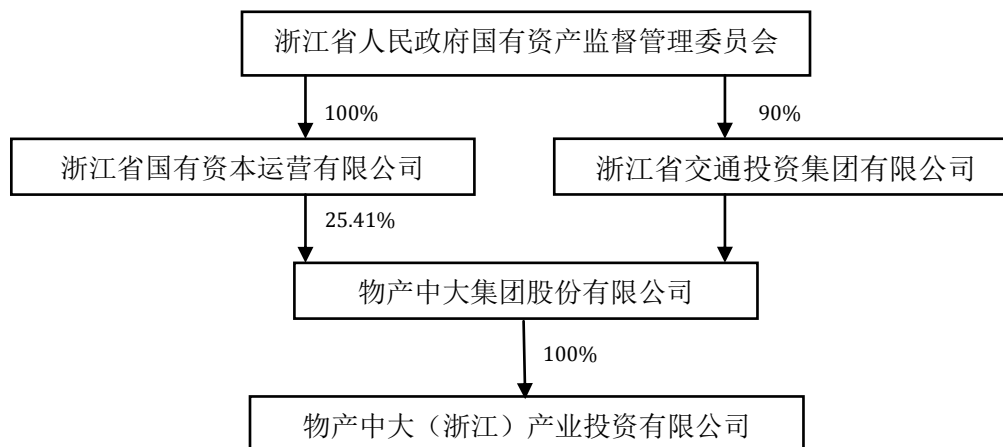 浙江省人民政府国有资产监督管理委员会
100%
90%
浙江省国有资本运营有限公司
浙江省交通投资集团有限公司
25.41%
物产中大集团股份有限公司
100%
物产中大（浙江）产业投资有限公司